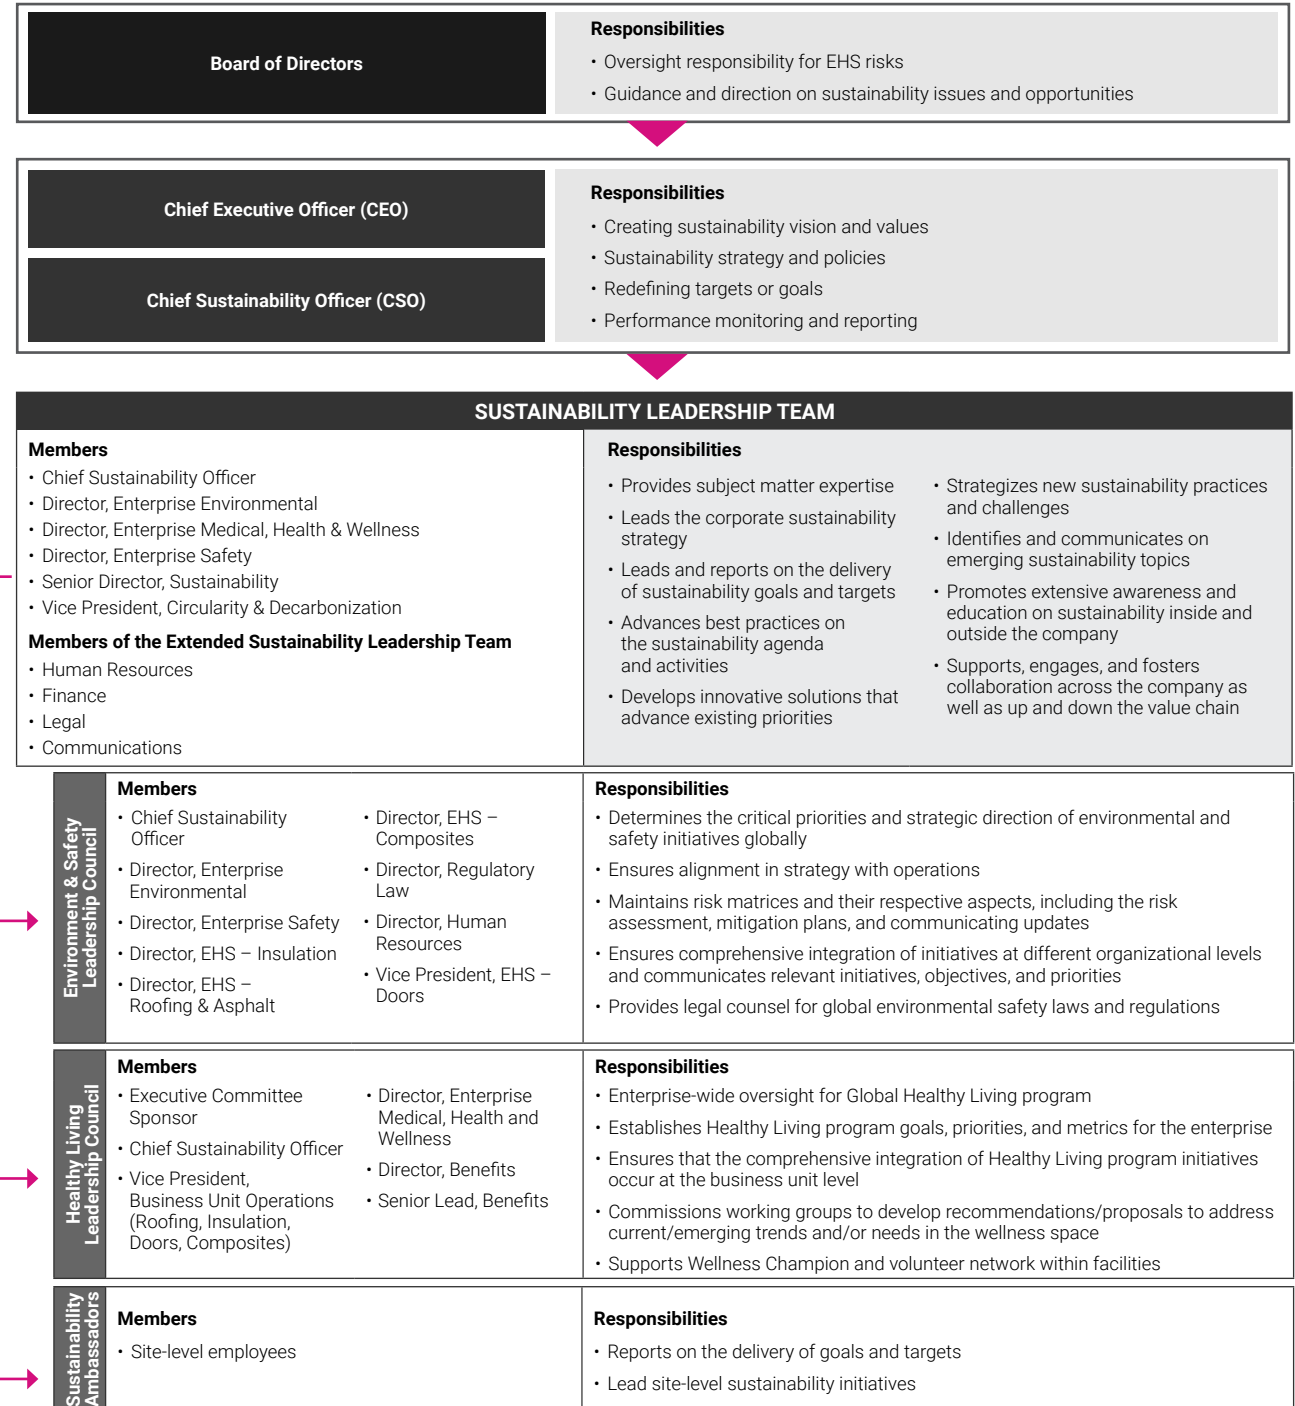 Board of Directors
Responsibilities
• Oversight responsibility for EHS risks
• Guidance and direction on sustainability issues and opportunities
Chief Executive Officer (CEO)
Chief Sustainability Officer (CSO)
Responsibilities
• Creating sustainability vision and values
• Sustainability strategy and policies
• Redefining targets or goals
• Performance monitoring and reporting
SUSTAINABILITY LEADERSHIP TEAM
Members
• Chief Sustainability Officer
• Director, Enterprise Environmental
• Director, Enterprise Medical, Health & Wellness
• Director, Enterprise Safety
• Senior Director, Sustainability
• Vice President, Circularity & Decarbonization
Members of the Extended Sustainability Leadership Team
• Human Resources
• Finance
• Legal
• Communications
Responsibilities
• Provides subject matter expertise
• Leads the corporate sustainability
strategy
• Leads and reports on the delivery
of sustainability goals and targets
• Advances best practices on
the sustainability agenda
and activities
• Develops innovative solutions that
advance existing priorities
• Strategizes new sustainability practices
and challenges
• Identifies and communicates on
emerging sustainability topics
• Promotes extensive awareness and
education on sustainability inside and
outside the company
• Supports, engages, and fosters
collaboration across the company as
well as up and down the value chain
Environment & Safety
Leadership Council
Members
• Chief Sustainability
Officer
• Director, Enterprise
Environmental
• Director, Enterprise Safety
• Director, EHS – Insulation
• Director, EHS –
Roofing & Asphalt
• Director, EHS –
Composites
• Director, Regulatory
Law
• Director, Human
Resources
• Vice President, EHS –
Doors
Responsibilities
• Determines the critical priorities and strategic direction of environmental and
safety initiatives globally
• Ensures alignment in strategy with operations
• Maintains risk matrices and their respective aspects, including the risk
assessment, mitigation plans, and communicating updates
• Ensures comprehensive integration of initiatives at different organizational levels
and communicates relevant initiatives, objectives, and priorities
• Provides legal counsel for global environmental safety laws and regulations
Healthy Living
Leadership Council
Members
• Executive Committee
Sponsor
• Chief Sustainability Officer
• Vice President,
Business Unit Operations
(Roofing, Insulation,
Doors, Composites)
• Director, Enterprise
Medical, Health and
Wellness
• Director, Benefits
• Senior Lead, Benefits
Responsibilities
• Enterprise-wide oversight for Global Healthy Living program
• Establishes Healthy Living program goals, priorities, and metrics for the enterprise
• Ensures that the comprehensive integration of Healthy Living program initiatives
occur at the business unit level
• Commissions working groups to develop recommendations/proposals to address
current/emerging trends and/or needs in the wellness space
• Supports Wellness Champion and volunteer network within facilities
Sustainability
Ambassadors
Members
• Site-level employees
Responsibilities
• Reports on the delivery of goals and targets
• Lead site-level sustainability initiatives